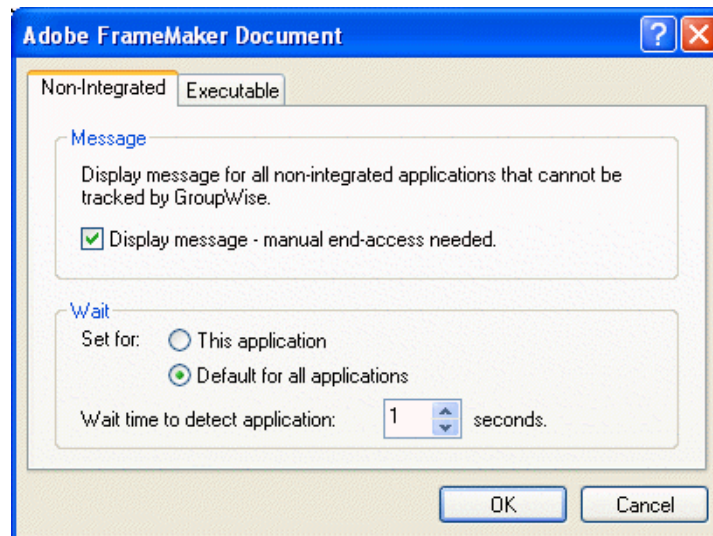 Adobe FrameMaker Document
Non-Integrated Executable
Message
Display message for all non-integrated applications that cannot be
tracked by GroupWise.
Display message - manual end-access needed.
Wait
Set for: This application
Default for all applications
Wait time to detect application: 1 seconds.
OK Cancel